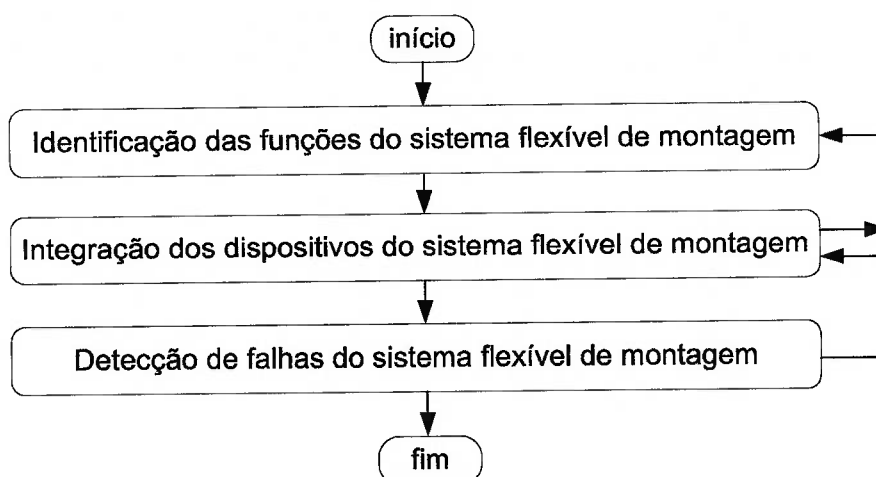 início
Identificação das funções do sistema flexível de montagem
Integração dos dispositivos do sistema flexível de montagem
Detecção de falhas do sistema flexível de montagem
fim